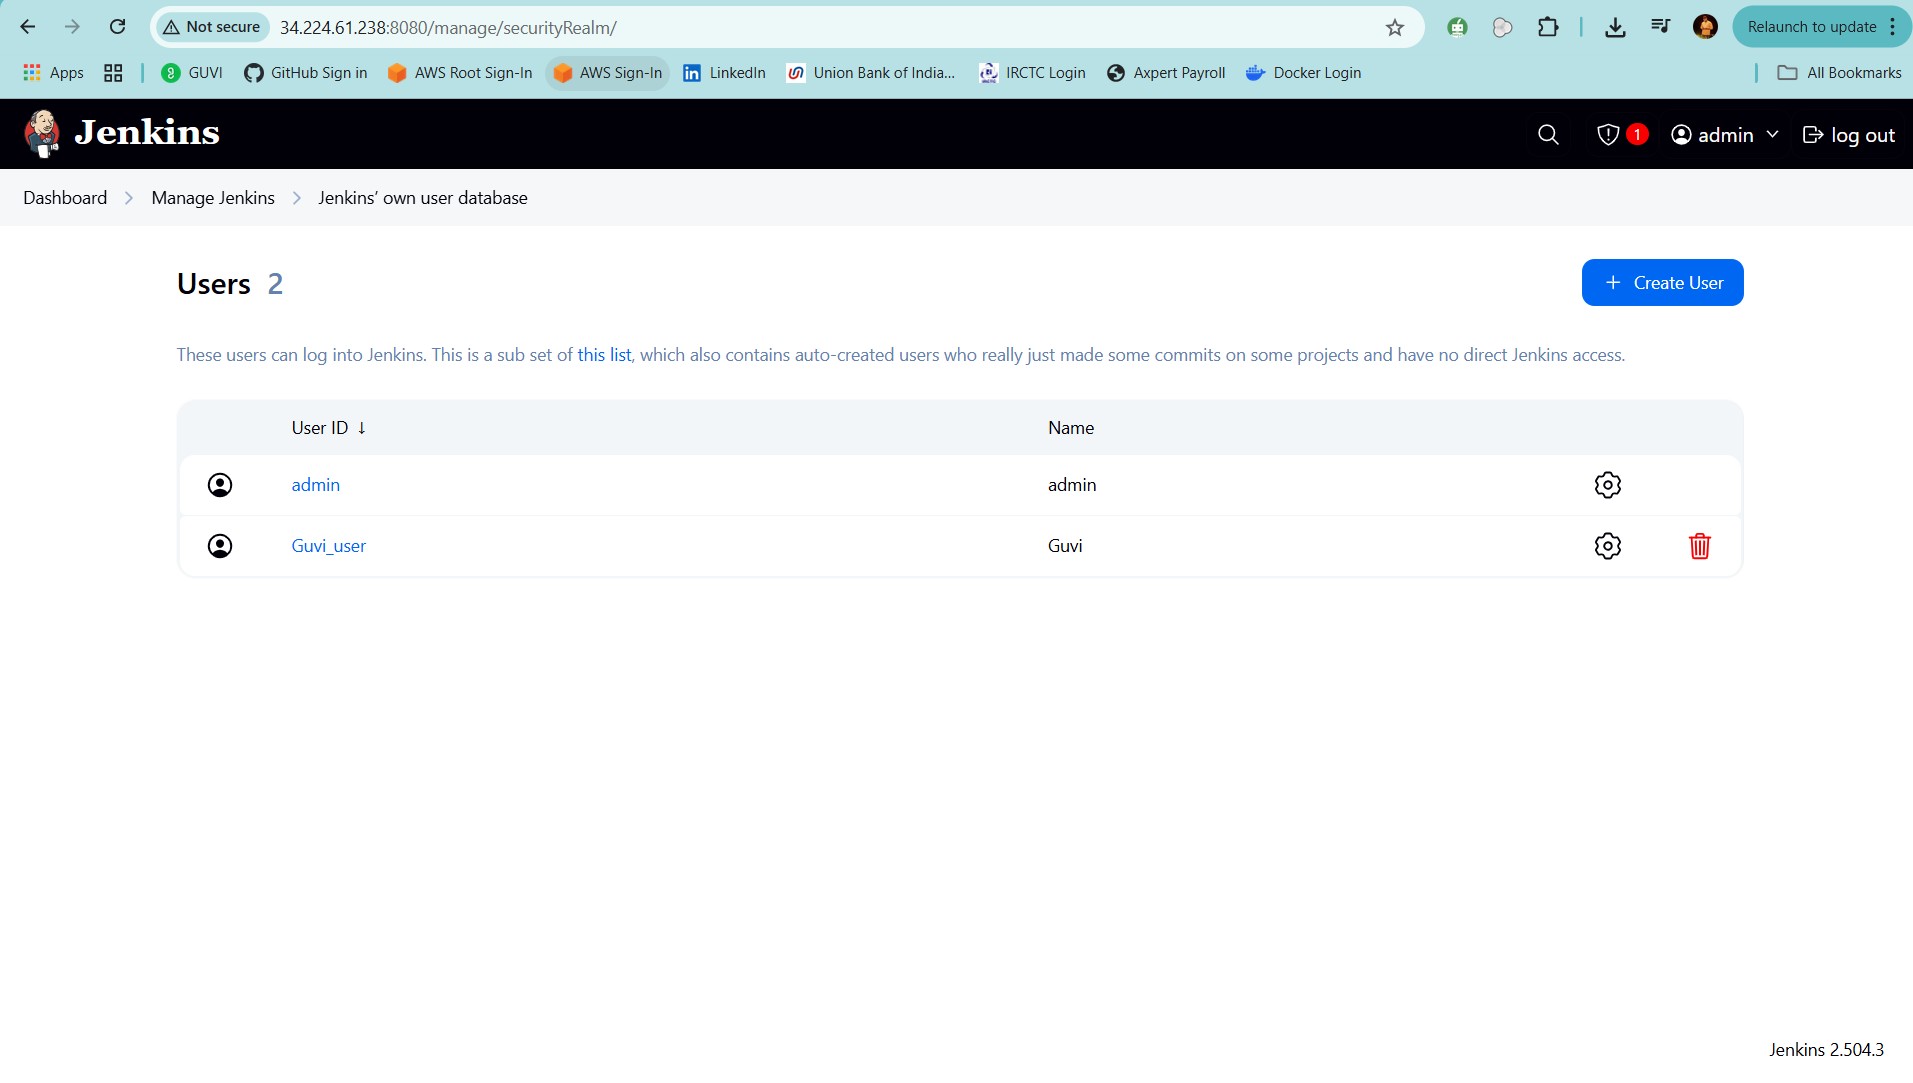 Not secure 34.224.61.238:8080/manage/securityRealm/ Relaunch to update
Apps GUVI GitHub Sign in AWS Root Sign-In AWS Sign-In LinkedIn Union Bank of India... IRCTC Login Axpert Payroll Docker Login All Bookmarks
Jenkins 1 admin log out
Dashboard Manage Jenkins Jenkins’ own user database
Users 2 + Create User
These users can log into Jenkins. This is a sub set of this list, which also contains auto-created users who really just made some commits on some projects and have no direct Jenkins access.
User ID ↓ Name
admin admin
Guvi_user Guvi
Jenkins 2.504.3